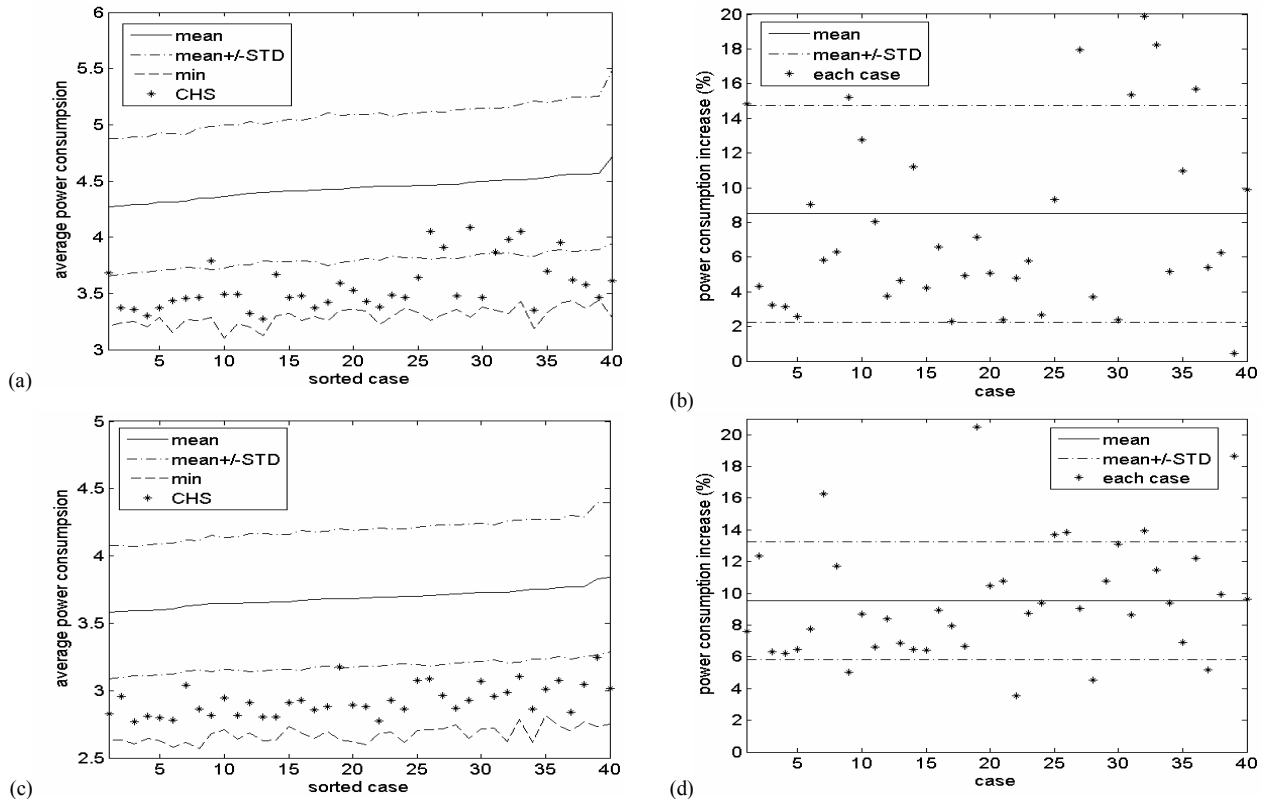 6
5.5
5
4.5
4
3.5
3
average power consumpsion
mean
mean+/-STD
min
CHS
5 10 15 20 25 30 35 40
sorted case
(a)
20
18
16
14
12
10
8
6
4
2
0
power consumption increase (%)
mean
mean+/-STD
each case
5 10 15 20 25 30 35 40
case
(b)
5
4.5
4
3.5
3
2.5
average power consumpsion
mean
mean+/-STD
min
CHS
5 10 15 20 25 30 35 40
sorted case
(c)
20
18
16
14
12
10
8
6
4
2
0
power consumption increase (%)
mean
mean+/-STD
each case
5 10 15 20 25 30 35 40
case
(d)